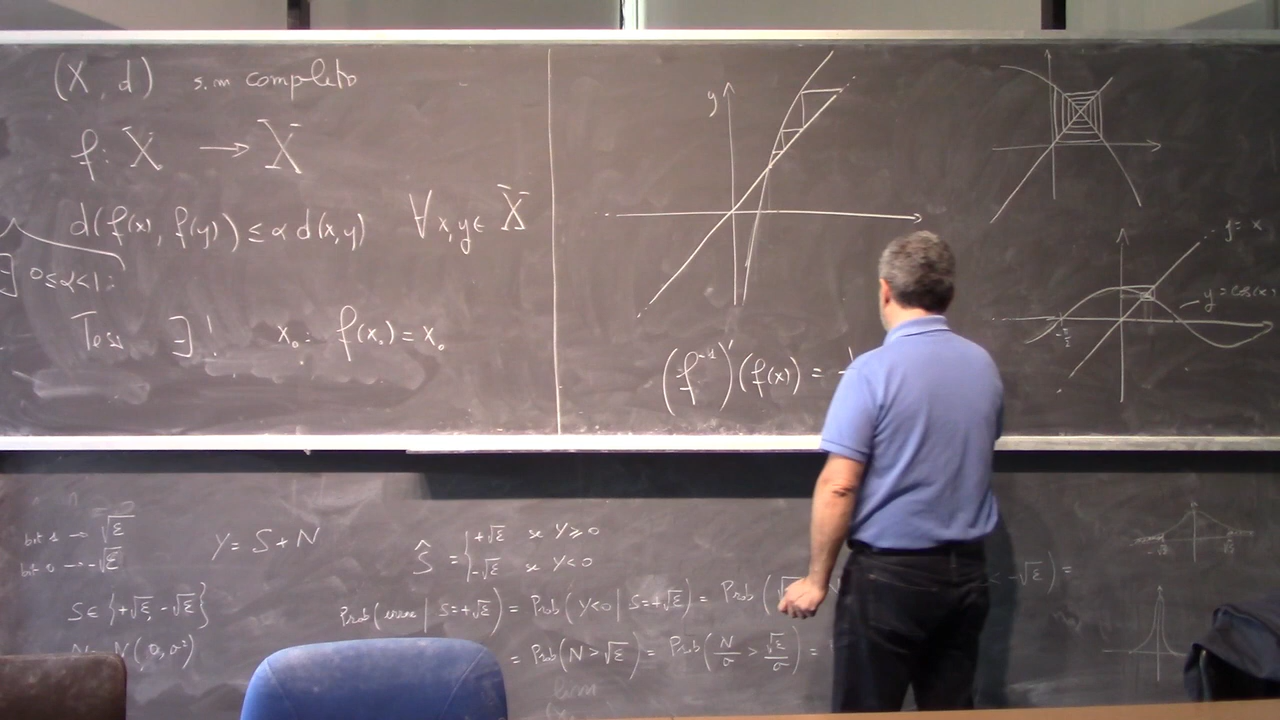 (X, d) s.m completo
f: X → X
d(f(x), f(y)) ≤ α d(x,y) ∀x,y∈ X
∃ 0≤α<1:
Tesi ∃! x₀: f(x₀) = x₀
y
(f⁻¹)'(f(x)) =
y = x
y = cos(x)
-π/2
bit 1 → √ε
bit 0 → -√ε
Y = S + N
S ∈ {+√ε, -√ε}
N(0, σ²)
Ŝ = { +√ε se Y ≥ 0
-√ε se Y < 0
Prob(errore | S=+√ε) = Prob(Y<0 | S=+√ε) = Prob(√ε < -√ε) =
= Prob(N > √ε) = Prob(N/σ > √ε/σ) =
-√ε √ε